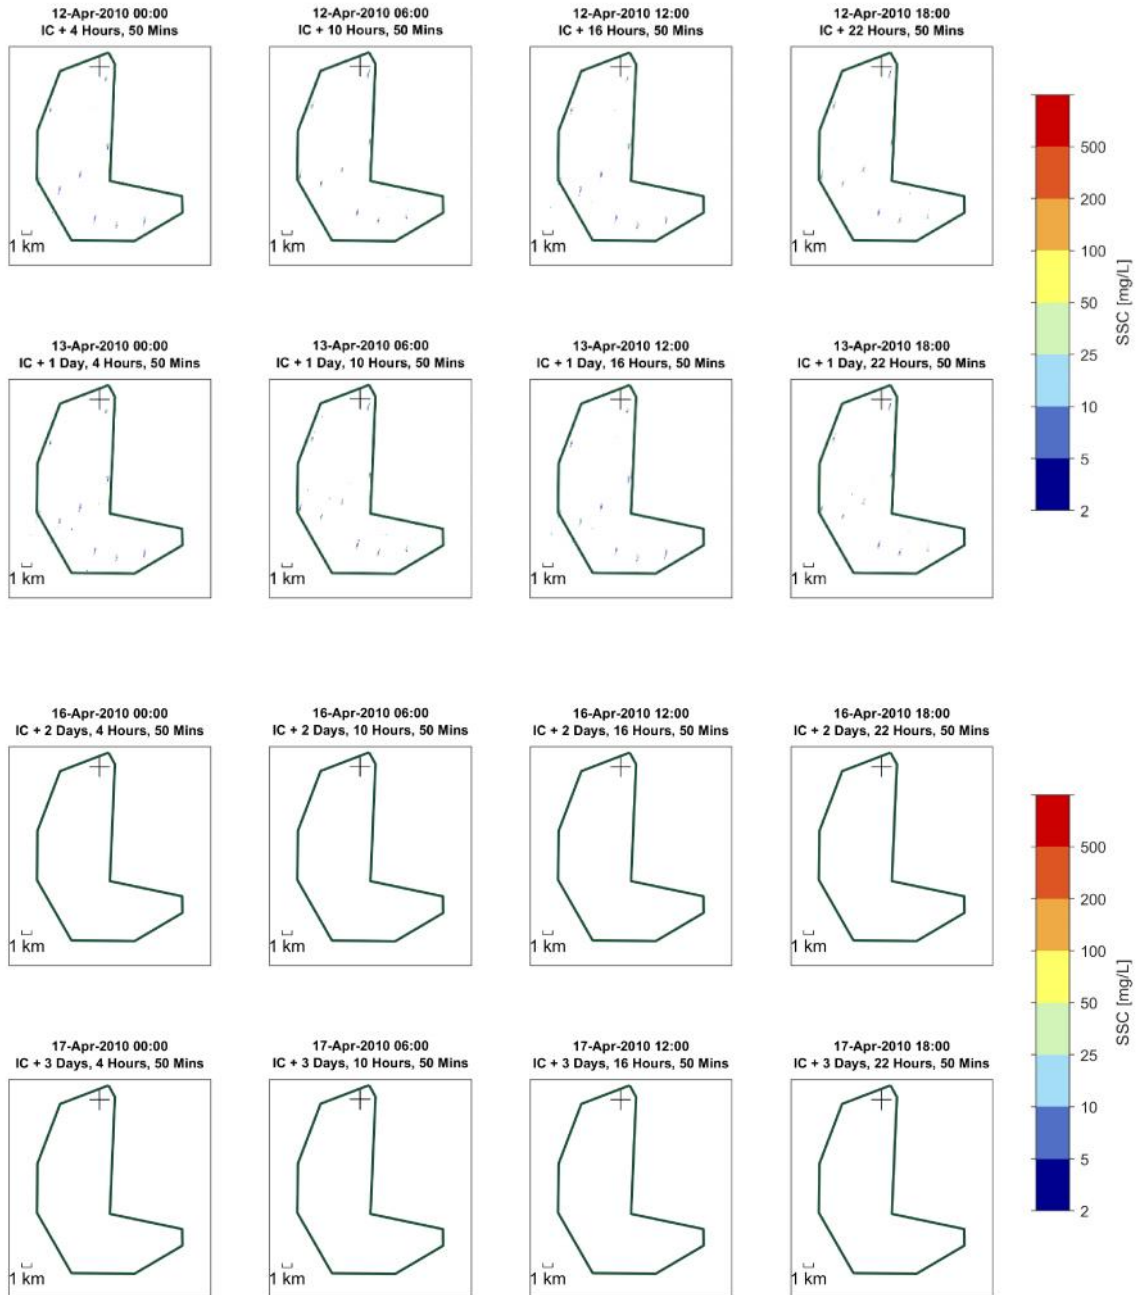 12-Apr-2010 00:00
IC + 4 Hours, 50 Mins
12-Apr-2010 06:00
IC + 10 Hours, 50 Mins
12-Apr-2010 12:00
IC + 16 Hours, 50 Mins
12-Apr-2010 18:00
IC + 22 Hours, 50 Mins
1 km
1 km
1 km
1 km
13-Apr-2010 00:00
IC + 1 Day, 4 Hours, 50 Mins
13-Apr-2010 06:00
IC + 1 Day, 10 Hours, 50 Mins
13-Apr-2010 12:00
IC + 1 Day, 16 Hours, 50 Mins
13-Apr-2010 18:00
IC + 1 Day, 22 Hours, 50 Mins
1 km
1 km
1 km
1 km
500
200
100
50
25
10
5
2
SSC [mg/L]
16-Apr-2010 00:00
IC + 2 Days, 4 Hours, 50 Mins
16-Apr-2010 06:00
IC + 2 Days, 10 Hours, 50 Mins
16-Apr-2010 12:00
IC + 2 Days, 16 Hours, 50 Mins
16-Apr-2010 18:00
IC + 2 Days, 22 Hours, 50 Mins
1 km
1 km
1 km
1 km
17-Apr-2010 00:00
IC + 3 Days, 4 Hours, 50 Mins
17-Apr-2010 06:00
IC + 3 Days, 10 Hours, 50 Mins
17-Apr-2010 12:00
IC + 3 Days, 16 Hours, 50 Mins
17-Apr-2010 18:00
IC + 3 Days, 22 Hours, 50 Mins
1 km
1 km
1 km
1 km
500
200
100
50
25
10
5
2
SSC [mg/L]